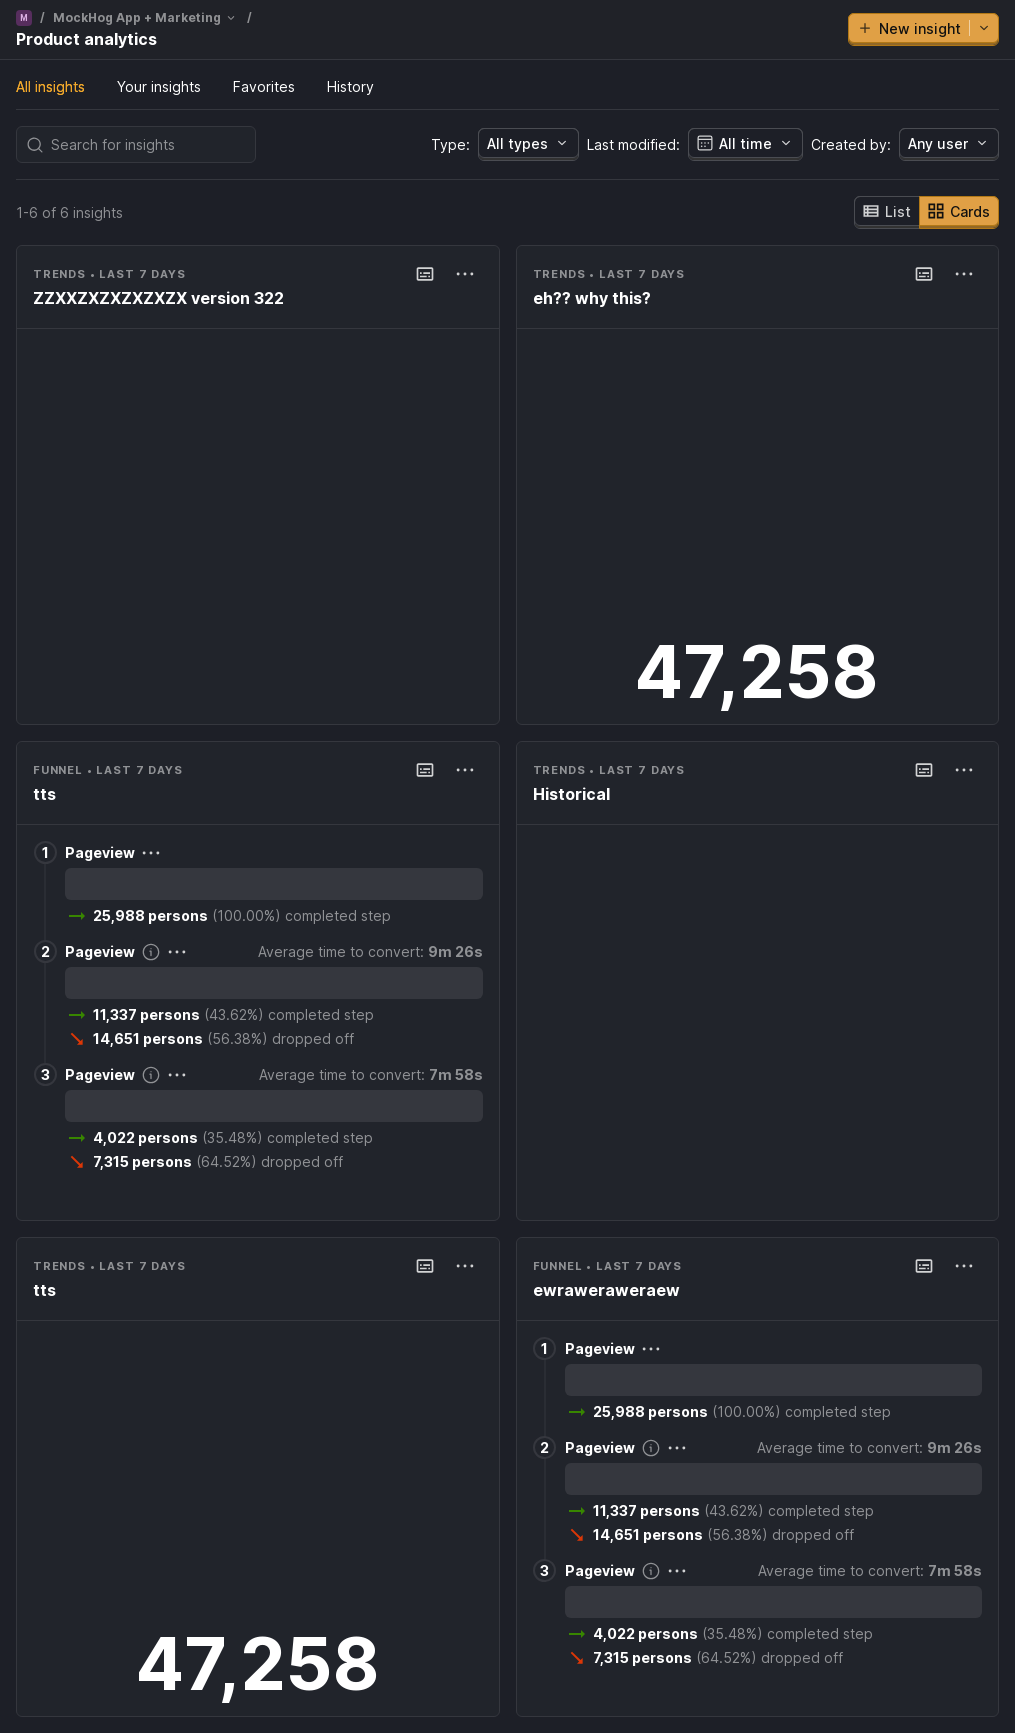 M / MockHog App + Marketing /
Product analytics
New insight
All insights Your insights Favorites History
Search for insights Type: All types Last modified: All time Created by: Any user
1-6 of 6 insights List Cards
TRENDS • LAST 7 DAYS
ZZXXZXZXZXZXZX version 322
TRENDS • LAST 7 DAYS
eh?? why this?
47,258
FUNNEL • LAST 7 DAYS
tts
1 Pageview
25,988 persons (100.00%) completed step
2 Pageview Average time to convert: 9m 26s
11,337 persons (43.62%) completed step
14,651 persons (56.38%) dropped off
3 Pageview Average time to convert: 7m 58s
4,022 persons (35.48%) completed step
7,315 persons (64.52%) dropped off
TRENDS • LAST 7 DAYS
Historical
TRENDS • LAST 7 DAYS
tts
47,258
FUNNEL • LAST 7 DAYS
ewraweraweraew
1 Pageview
25,988 persons (100.00%) completed step
2 Pageview Average time to convert: 9m 26s
11,337 persons (43.62%) completed step
14,651 persons (56.38%) dropped off
3 Pageview Average time to convert: 7m 58s
4,022 persons (35.48%) completed step
7,315 persons (64.52%) dropped off